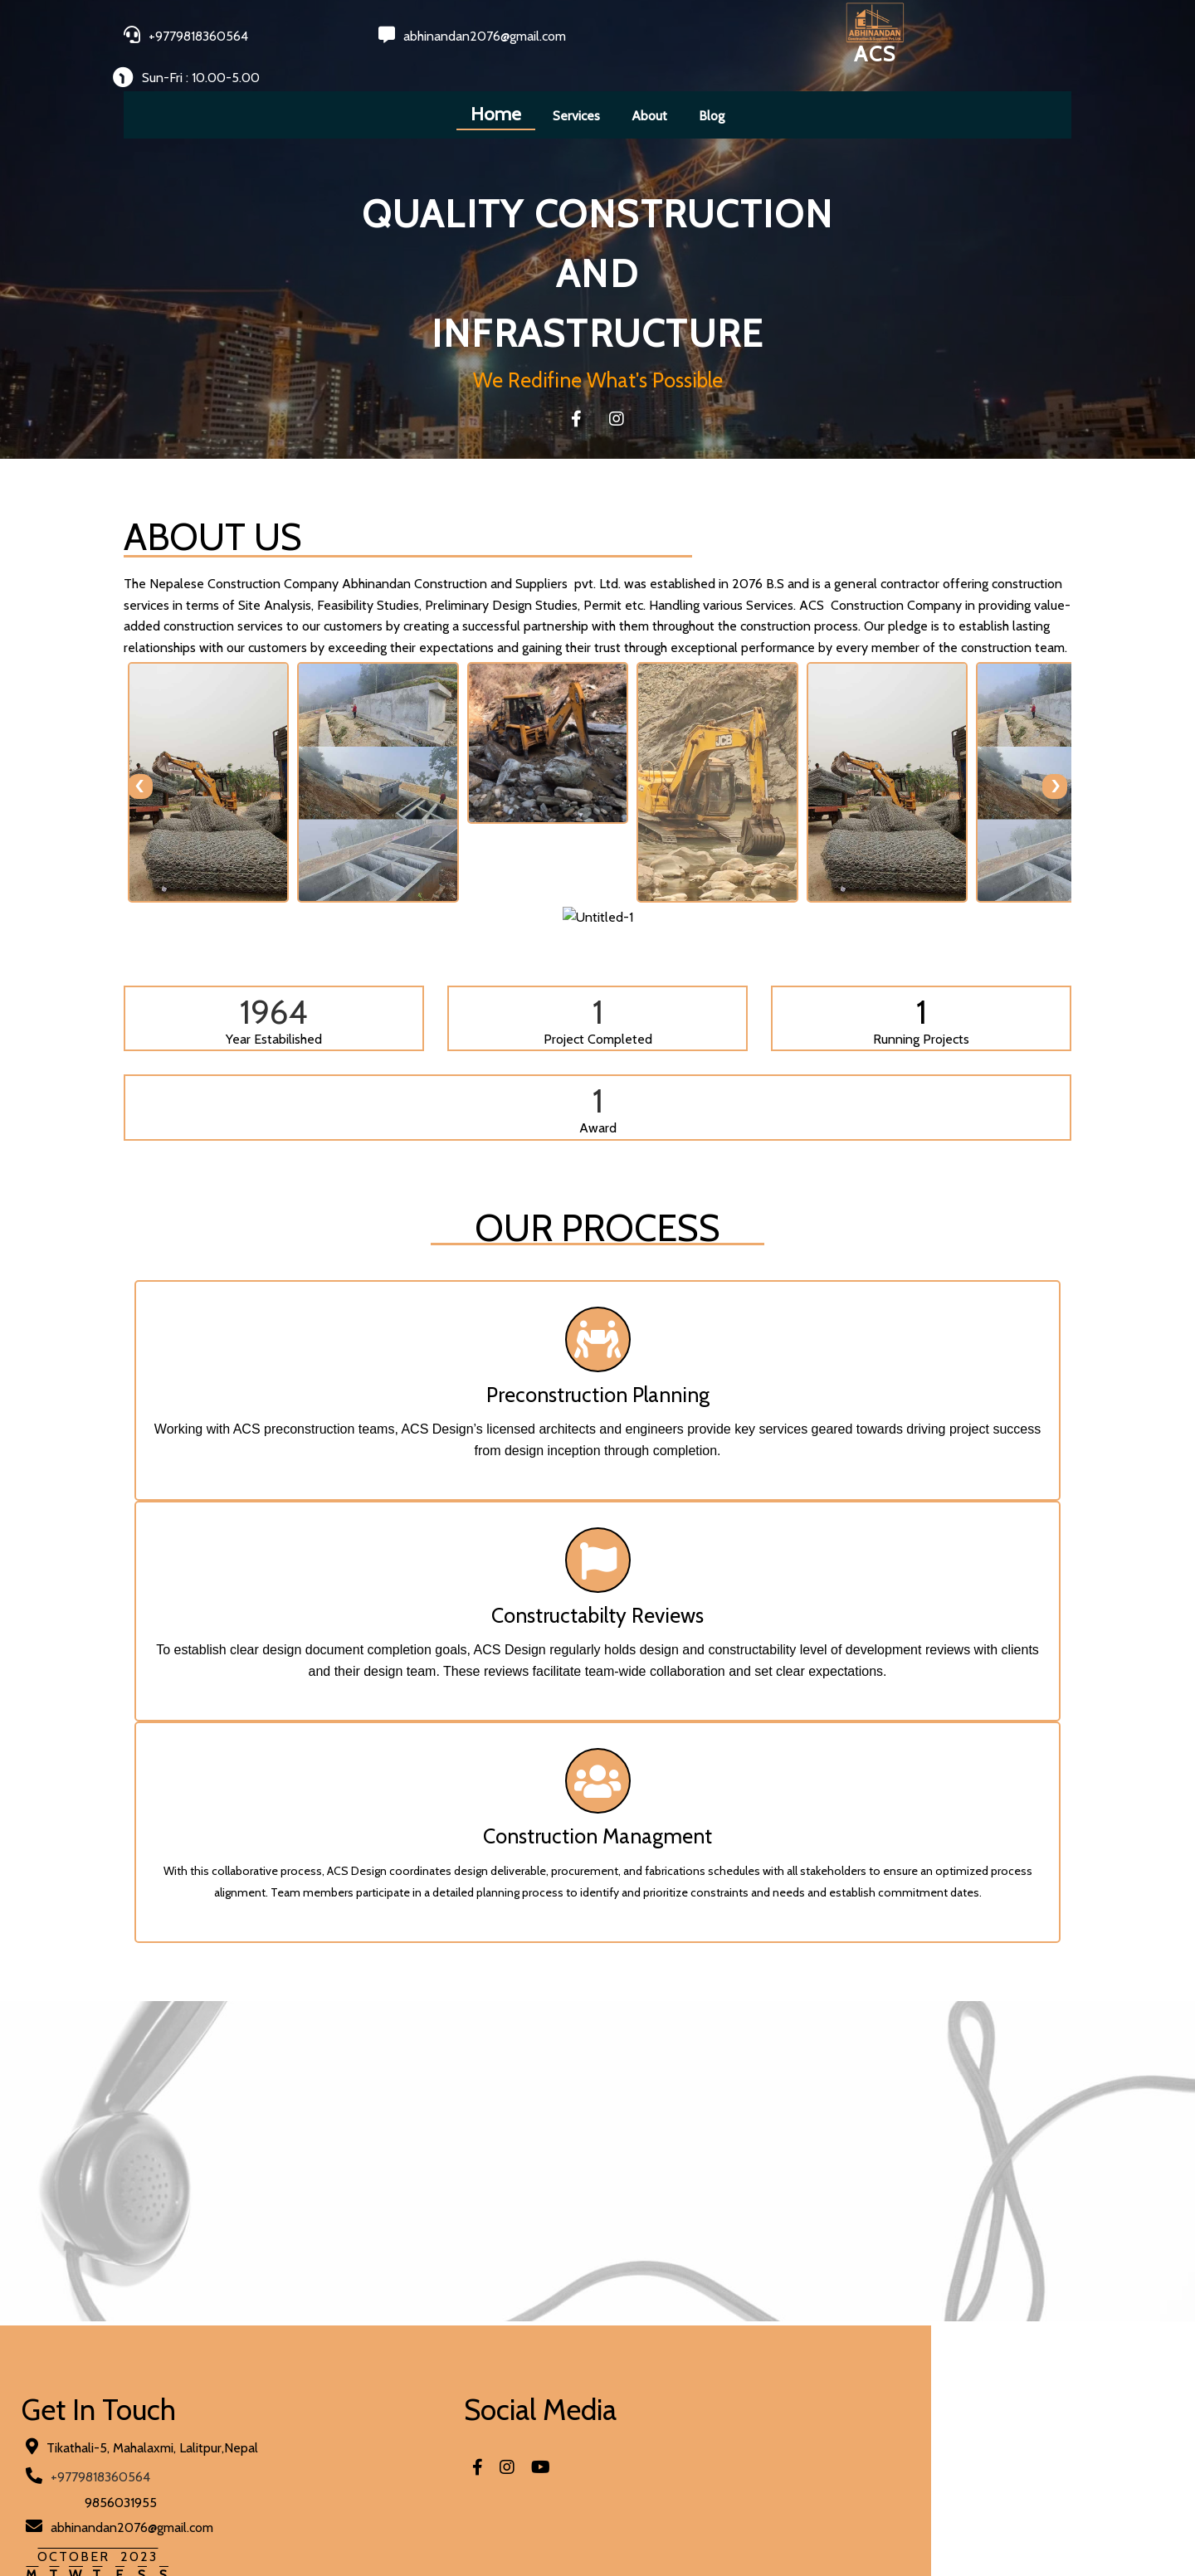 +9779818360564
abhinandan2076@gmail.com
ABHINANDAN
ACS
Sun-Fri : 10.00-5.00
Home Services About Blog
QUALITY CONSTRUCTION
AND
INFRASTRUCTURE
We Redifine What's Possible
ABOUT US
The Nepalese Construction Company Abhinandan Construction and Suppliers pvt. Ltd. was established in 2076 B.S and is a general contractor offering construction
services in terms of Site Analysis, Feasibility Studies, Preliminary Design Studies, Permit etc. Handling various Services. ACS Construction Company in providing value-
added construction services to our customers by creating a successful partnership with them throughout the construction process. Our pledge is to establish lasting
relationships with our customers by exceeding their expectations and gaining their trust through exceptional performance by every member of the construction team.
JCB
Untitled-1
1964
Year Estabilished
1
Project Completed
1
Running Projects
1
Award
OUR PROCESS
Preconstruction Planning
Working with ACS preconstruction teams, ACS Design's licensed architects and engineers provide key services geared towards driving project success
from design inception through completion.
Constructabilty Reviews
To establish clear design document completion goals, ACS Design regularly holds design and constructability level of development reviews with clients
and their design team. These reviews facilitate team-wide collaboration and set clear expectations.
Construction Managment
With this collaborative process, ACS Design coordinates design deliverable, procurement, and fabrications schedules with all stakeholders to ensure an optimized process
alignment. Team members participate in a detailed planning process to identify and prioritize constraints and needs and establish commitment dates.
Get In Touch
Tikathali-5, Mahalaxmi, Lalitpur,Nepal
+9779818360564
9856031955
abhinandan2076@gmail.com
OCTOBER 2023
M T W T F S S
Social Media